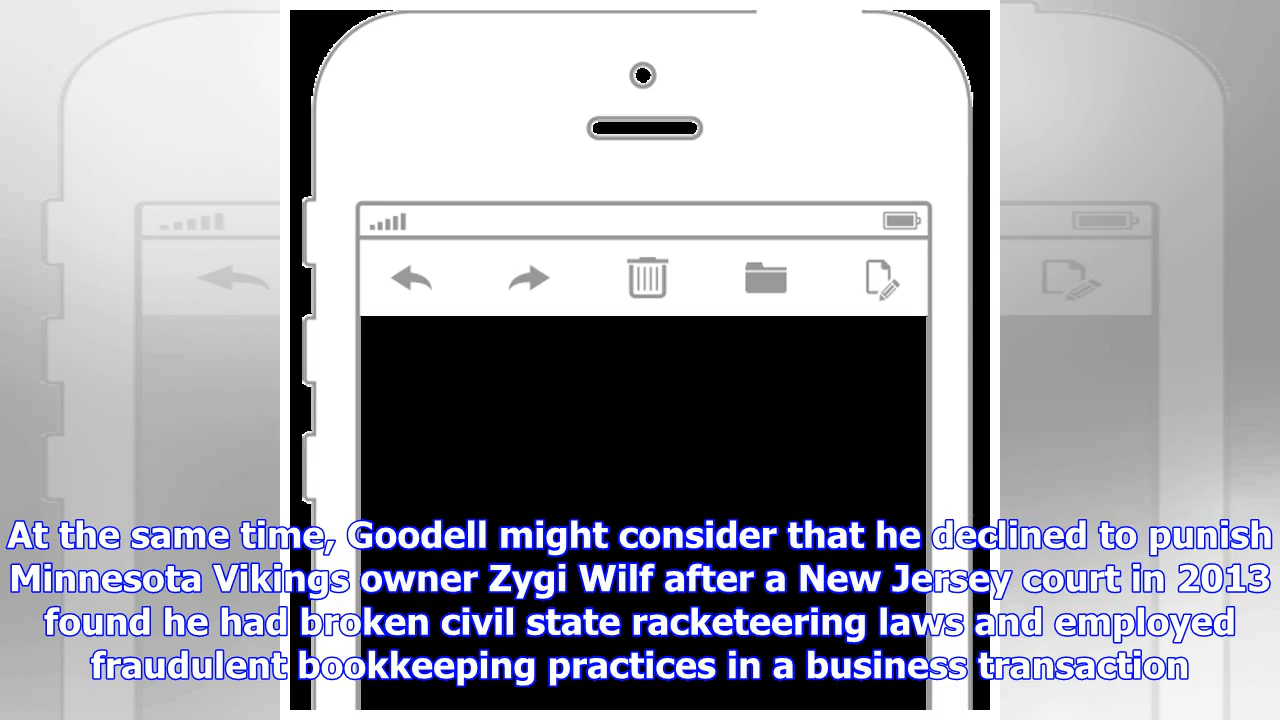 At the same time, Goodell might consider that he declined to punish
Minnesota Vikings owner Zygi Wilf after a New Jersey court in 2013
found he had broken civil state racketeering laws and employed
fraudulent bookkeeping practices in a business transaction